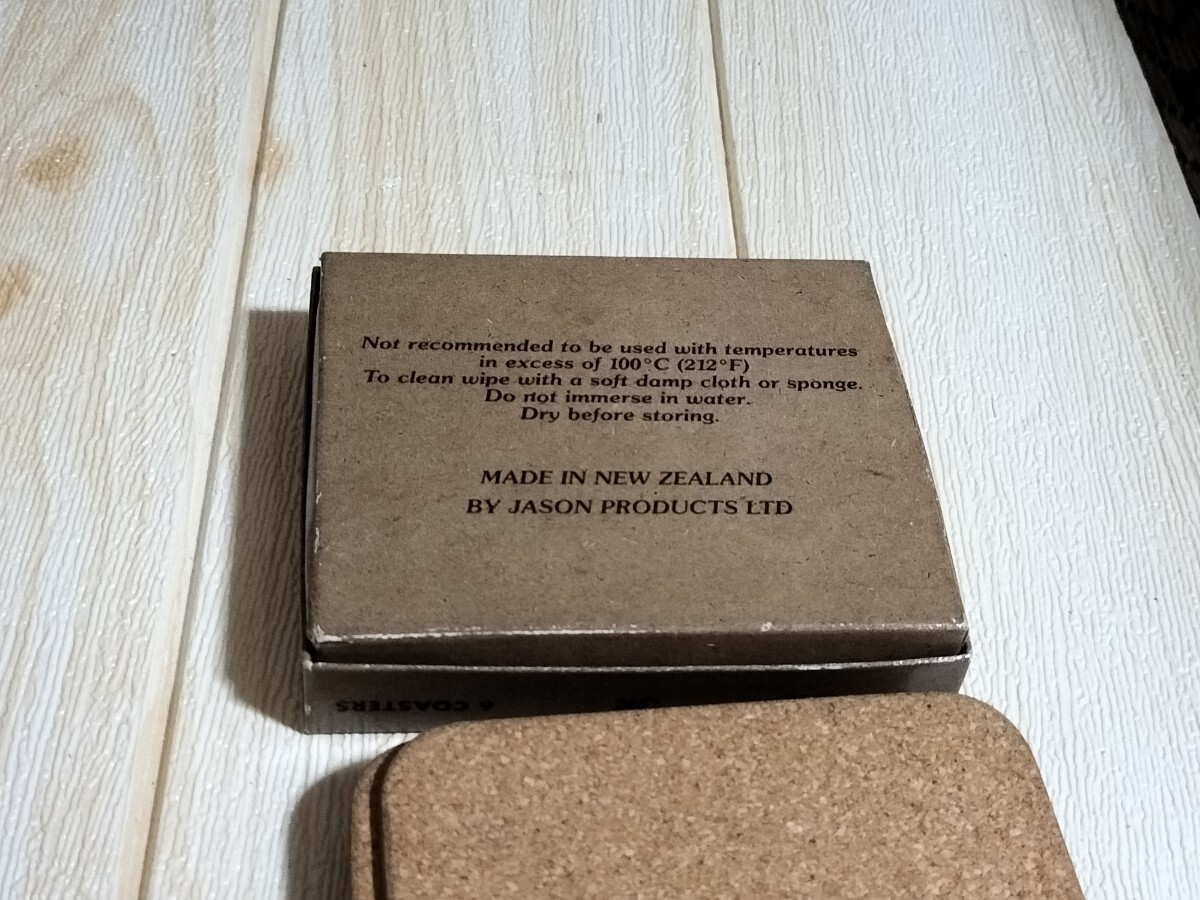 Not recommended to be used with temperatures
in excess of 100°C (212°F)
To clean wipe with a soft damp cloth or sponge.
Do not immerse in water.
Dry before storing.
MADE IN NEW ZEALAND
BY JASON PRODUCTS LTD
6 COASTERS